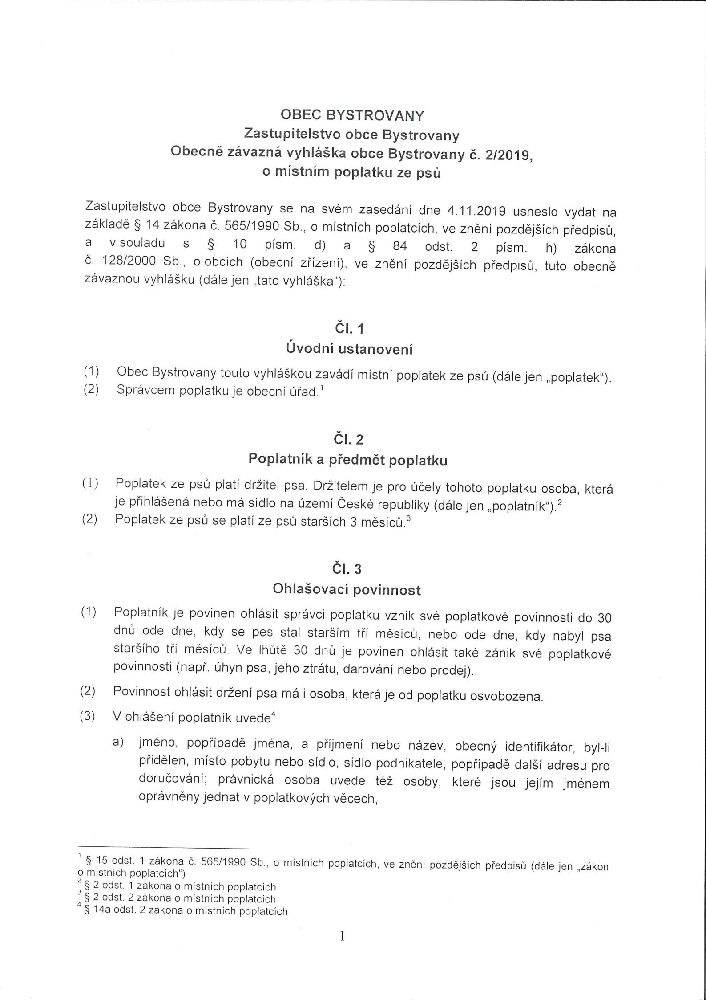 OBEC BYSTROVANY
Zastupitelstvo obce Bystrovany
Obecně závazná vyhláška obce Bystrovany č. 2/2019,
o místním poplatku ze psů
Zastupitelstvo obce Bystrovany se na svém zasedání dne 4.11.2019 usneslo vydat na
základě § 14 zákona č. 565/1990 Sb., o místních poplatcích, ve znění pozdějších předpisů,
a v souladu s § 10 písm. d) a § 84 odst. 2 písm. h) zákona
č. 128/2000 Sb., o obcích (obecní zřízení), ve znění pozdějších předpisů, tuto obecně
závaznou vyhlášku (dále jen „tato vyhláška“):
Čl. 1
Úvodní ustanovení
(1) Obec Bystrovany touto vyhláškou zavádí místní poplatek ze psů (dále jen „poplatek“).
(2) Správcem poplatku je obecní úřad.1
Čl. 2
Poplatník a předmět poplatku
(1) Poplatek ze psů platí držitel psa. Držitelem je pro účely tohoto poplatku osoba, která
je přihlášená nebo má sídlo na území České republiky (dále jen „poplatník“).2
(2) Poplatek ze psů se platí ze psů starších 3 měsíců.3
Čl. 3
Ohlašovací povinnost
(1) Poplatník je povinen ohlásit správci poplatku vznik své poplatkové povinnosti do 30
dnů ode dne, kdy se pes stal starším tří měsíců, nebo ode dne, kdy nabyl psa
staršího tří měsíců. Ve lhůtě 30 dnů je povinen ohlásit také zánik své poplatkové
povinnosti (např. úhyn psa, jeho ztrátu, darování nebo prodej).
(2) Povinnost ohlásit držení psa má i osoba, která je od poplatku osvobozena.
(3) V ohlášení poplatník uvede4
a) jméno, popřípadě jména, a příjmení nebo název, obecný identifikátor, byl-li
přidělen, místo pobytu nebo sídlo, sídlo podnikatele, popřípadě další adresu pro
doručování; právnická osoba uvede též osoby, které jsou jejím jménem
oprávněny jednat v poplatkových věcech,
1 § 15 odst. 1 zákona č. 565/1990 Sb., o místních poplatcích, ve znění pozdějších předpisů (dále jen „zákon
o místních poplatcích“)
2 § 2 odst. 1 zákona o místních poplatcích
3 § 2 odst. 2 zákona o místních poplatcích
4 § 14a odst. 2 zákona o místních poplatcích
1